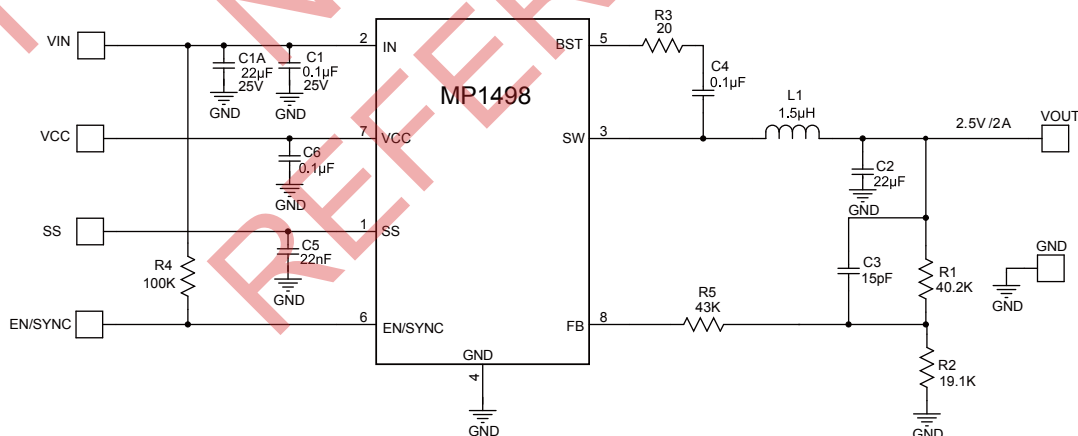 VIN
2
IN
C1A
22µF
25V
GND
C1
0.1µF
25V
GND
MP1498
BST
5
R3
20
C4
0.1µF
VCC
7
VCC
C6
0.1µF
GND
SW
3
L1
1.5µH
2.5V/2A
VOUT
C2
22µF
GND
SS
1
SS
C5
22nF
GND
R4
100K
C3
15pF
R1
40.2K
GND
GND
EN/SYNC
6
EN/SYNC
FB
8
R5
43K
GND
4
GND
R2
19.1K
GND